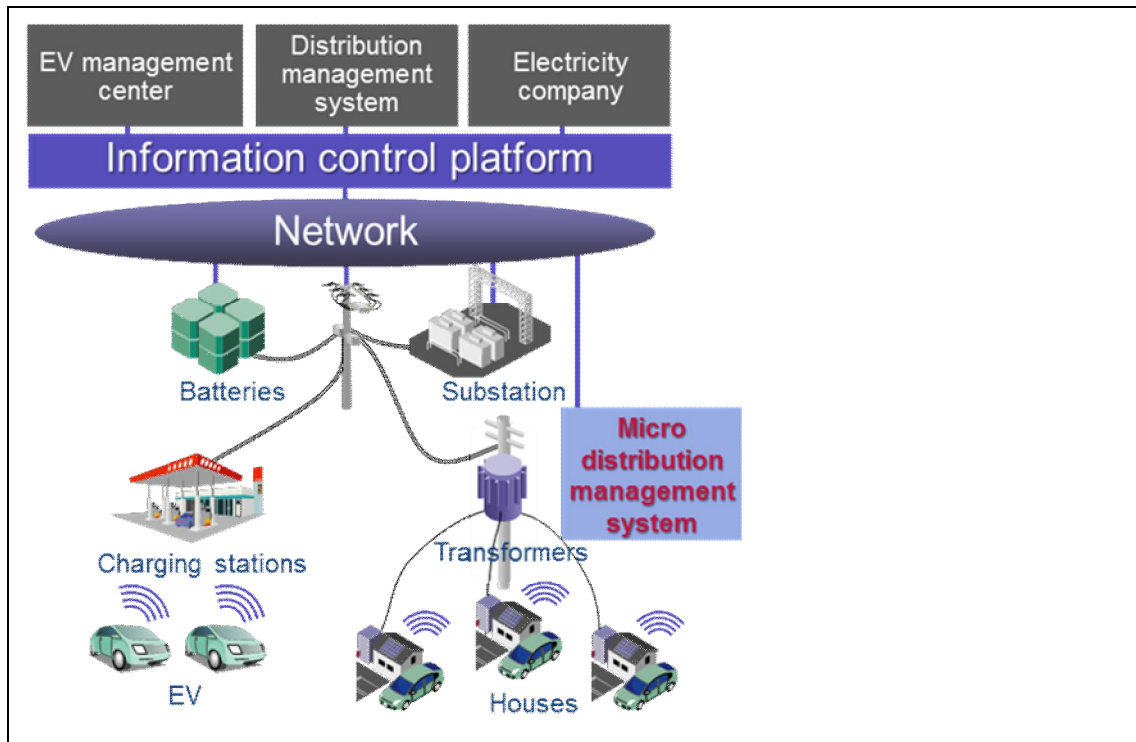 EV management
center
Distribution
management
system
Electricity
company
Information control platform
Network
Batteries
Substation
Micro
distribution
management
system
Charging stations
Transformers
EV
Houses